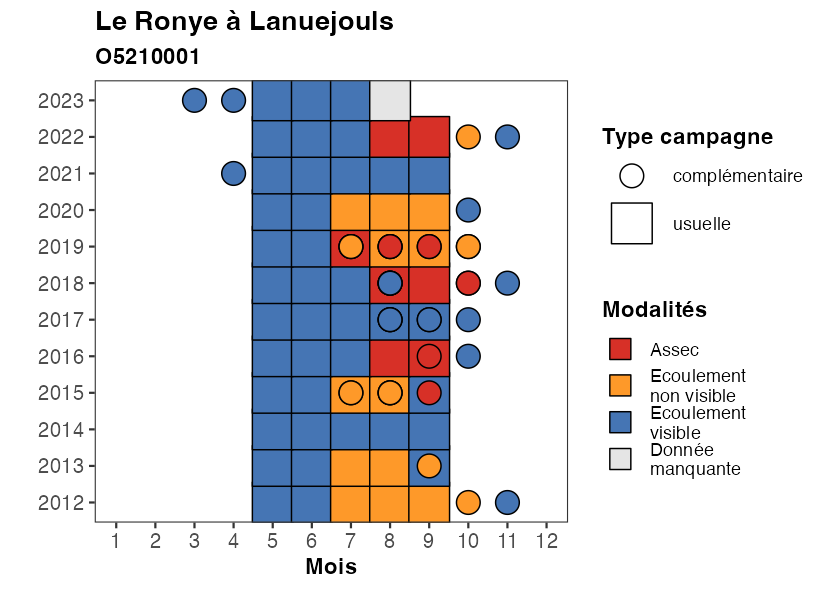 Le Ronye à Lanuejouls
O5210001
2023
2022
2021
2020
2019
2018
2017
2016
2015
2014
2013
2012
1 2 3 4 5 6 7 8 9 10 11 12
Mois
Type campagne
complémentaire
usuelle
Modalités
Assec
Ecoulement
non visible
Ecoulement
visible
Donnée
manquante